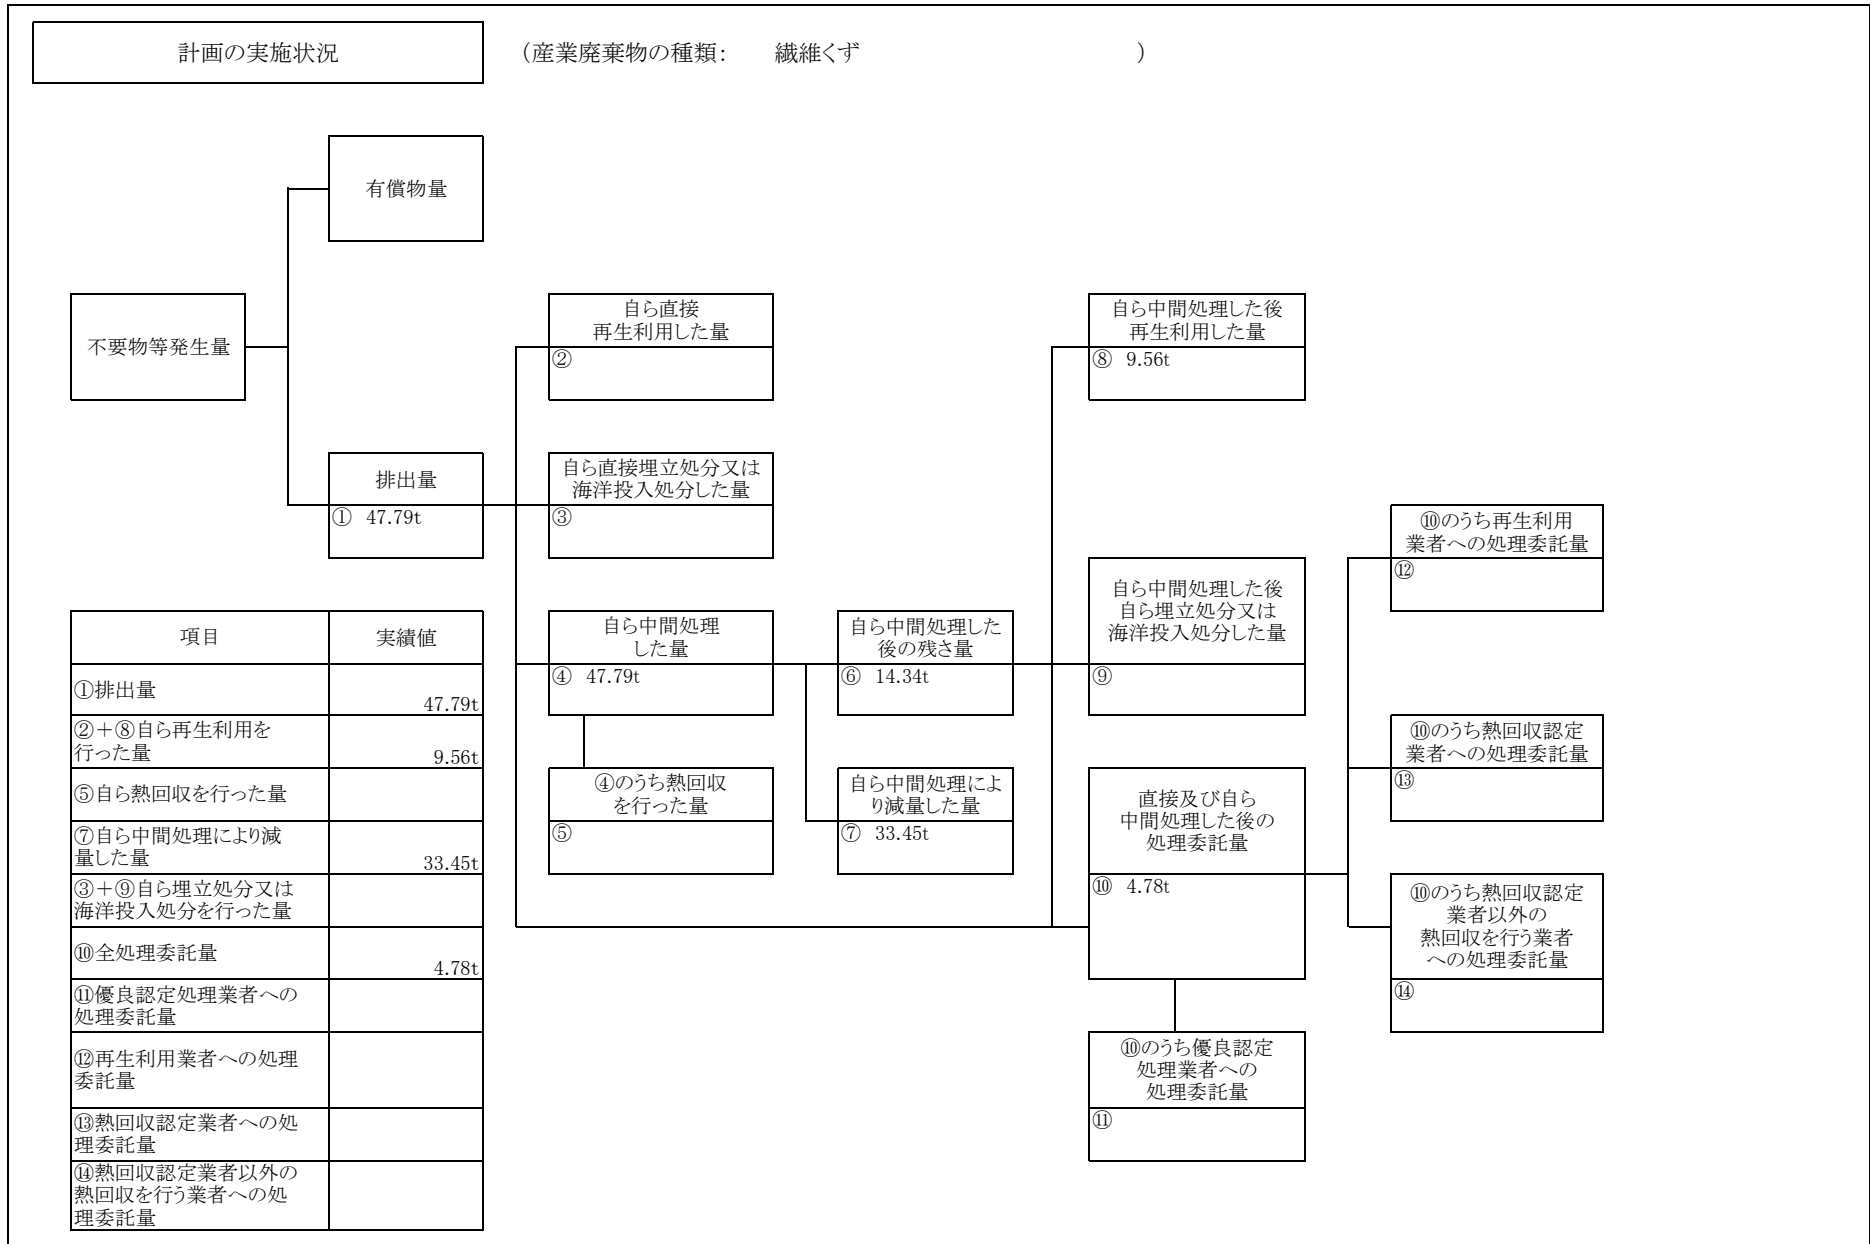 計画の実施状況
（産業廃棄物の種類： 繊維くず ）
有償物量
不要物等発生量
自ら直接
再生利用した量
②
自ら中間処理した後
再生利用した量
⑧ 9.56t
排出量
① 47.79t
自ら直接埋立処分又は
海洋投入処分した量
③
⑩のうち再生利用
業者への処理委託量
⑫
自ら中間処理した後
自ら埋立処分又は
海洋投入処分した量
⑨
自ら中間処理
した量
④ 47.79t
自ら中間処理した
後の残さ量
⑥ 14.34t
⑩のうち熱回収認定
業者への処理委託量
⑬
④のうち熱回収
を行った量
⑤
自ら中間処理によ
り減量した量
⑦ 33.45t
直接及び自ら
中間処理した後の
処理委託量
⑩ 4.78t
⑩のうち熱回収認定
業者以外の
熱回収を行う業者
への処理委託量
⑭
⑩のうち優良認定
処理業者への
処理委託量
⑪
項目 実績値
①排出量
47.79t
②＋⑧自ら再生利用を
行った量 9.56t
⑤自ら熱回収を行った量
⑦自ら中間処理により減
量した量 33.45t
③＋⑨自ら埋立処分又は
海洋投入処分を行った量
⑩全処理委託量
4.78t
⑪優良認定処理業者への
処理委託量
⑫再生利用業者への処理
委託量
⑬熱回収認定業者への処
理委託量
⑭熱回収認定業者以外の
熱回収を行う業者への処
理委託量